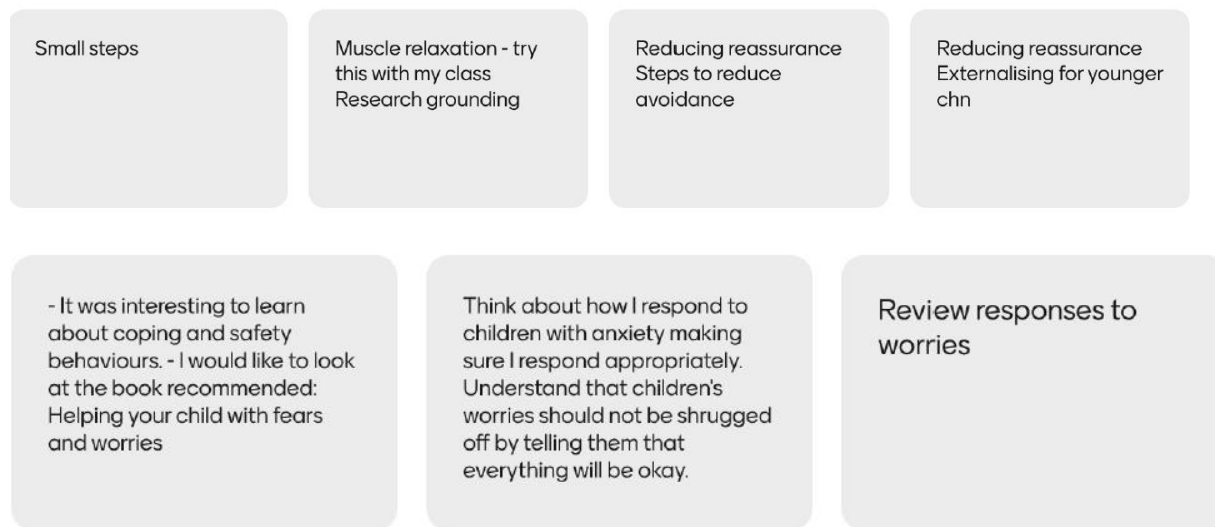 Small steps
Muscle relaxation - try
this with my class
Research grounding
Reducing reassurance
Steps to reduce
avoidance
Reducing reassurance
Externalising for younger
chn
- It was interesting to learn
about coping and safety
behaviours. - I would like to look
at the book recommended:
Helping your child with fears
and worries
Think about how I respond to
children with anxiety making
sure I respond appropriately.
Understand that children's
worries should not be shrugged
off by telling them that
everything will be okay.
Review responses to
worries